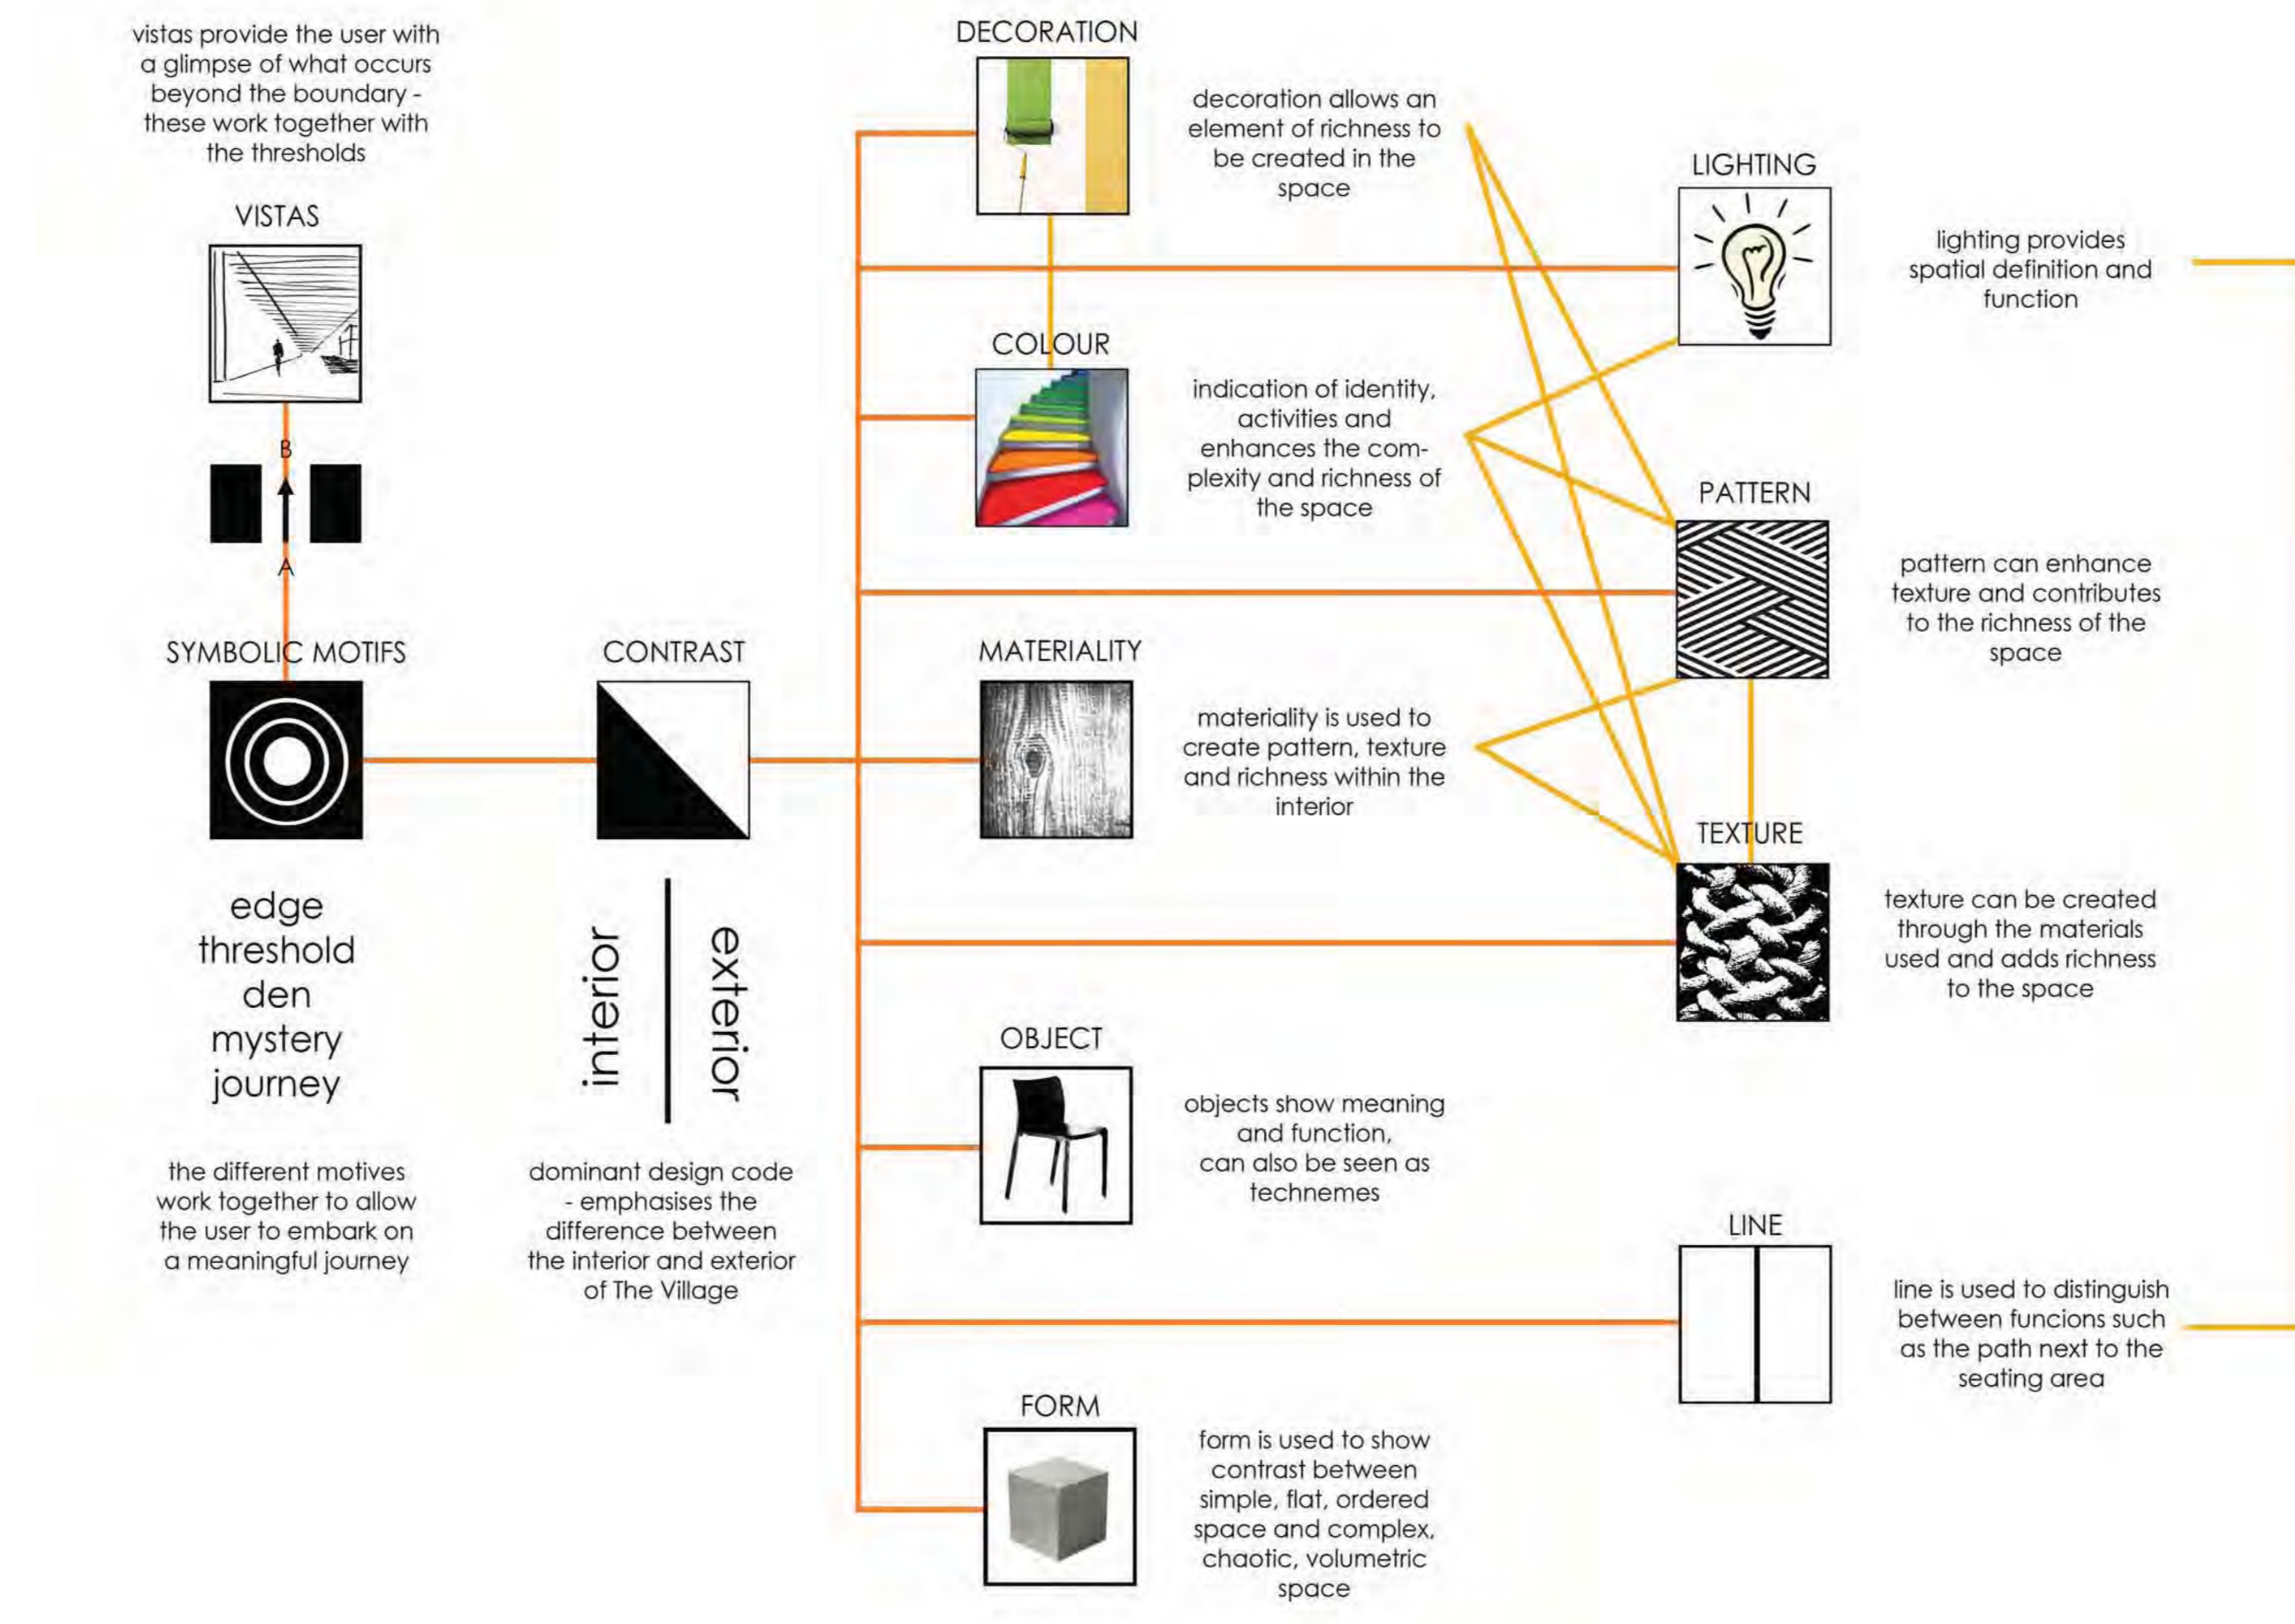 vistas provide the user with
a glimpse of what occurs
beyond the boundary -
these work together with
the thresholds
VISTAS
B
A
SYMBOLIC MOTIFS
edge
threshold
den
mystery
journey
the different motives
work together to allow
the user to embark on
a meaningful journey
CONTRAST
interior
exterior
dominant design code
- emphasises the
difference between
the interior and exterior
of The Village
DECORATION
decoration allows an
element of richness to
be created in the
space
COLOUR
indication of identity,
activities and
enhances the com-
plexity and richness of
the space
MATERIALITY
materiality is used to
create pattern, texture
and richness within the
interior
OBJECT
objects show meaning
and function,
can also be seen as
technemes
FORM
form is used to show
contrast between
simple, flat, ordered
space and complex,
chaotic, volumetric
space
LIGHTING
lighting provides
spatial definition and
function
PATTERN
pattern can enhance
texture and contributes
to the richness of the
space
TEXTURE
texture can be created
through the materials
used and adds richness
to the space
LINE
line is used to distinguish
between funcions such
as the path next to the
seating area